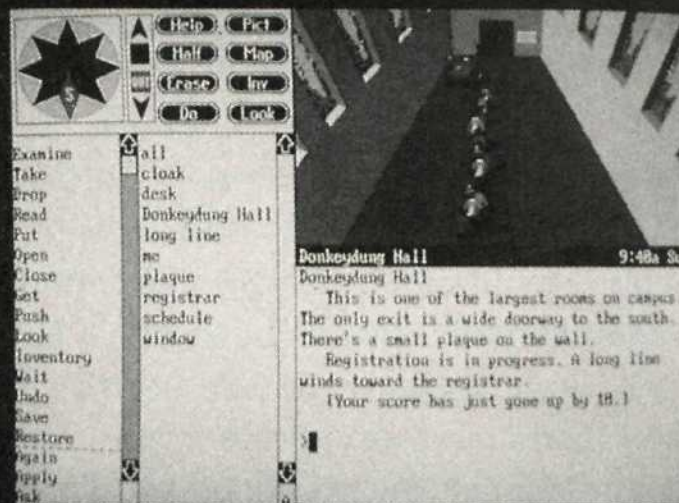 Help Pict
Half Map
Erase Inv
Do Look
S
Examine
Take
Drop
Read
Put
Open
Close
Get
Push
Look
Inventory
Wait
Undo
Save
Restore
Again
Apply
Ask
all
cloak
desk
Donkeydung Hall
long line
me
plaque
registrar
schedule
window
Donkeydung Hall 9:40a Su
Donkeydung Hall
This is one of the largest rooms on campus.
The only exit is a wide doorway to the south.
There's a small plaque on the wall.
Registration is in progress. A long line
winds toward the registrar.
[Your score has just gone up by 10.]
>